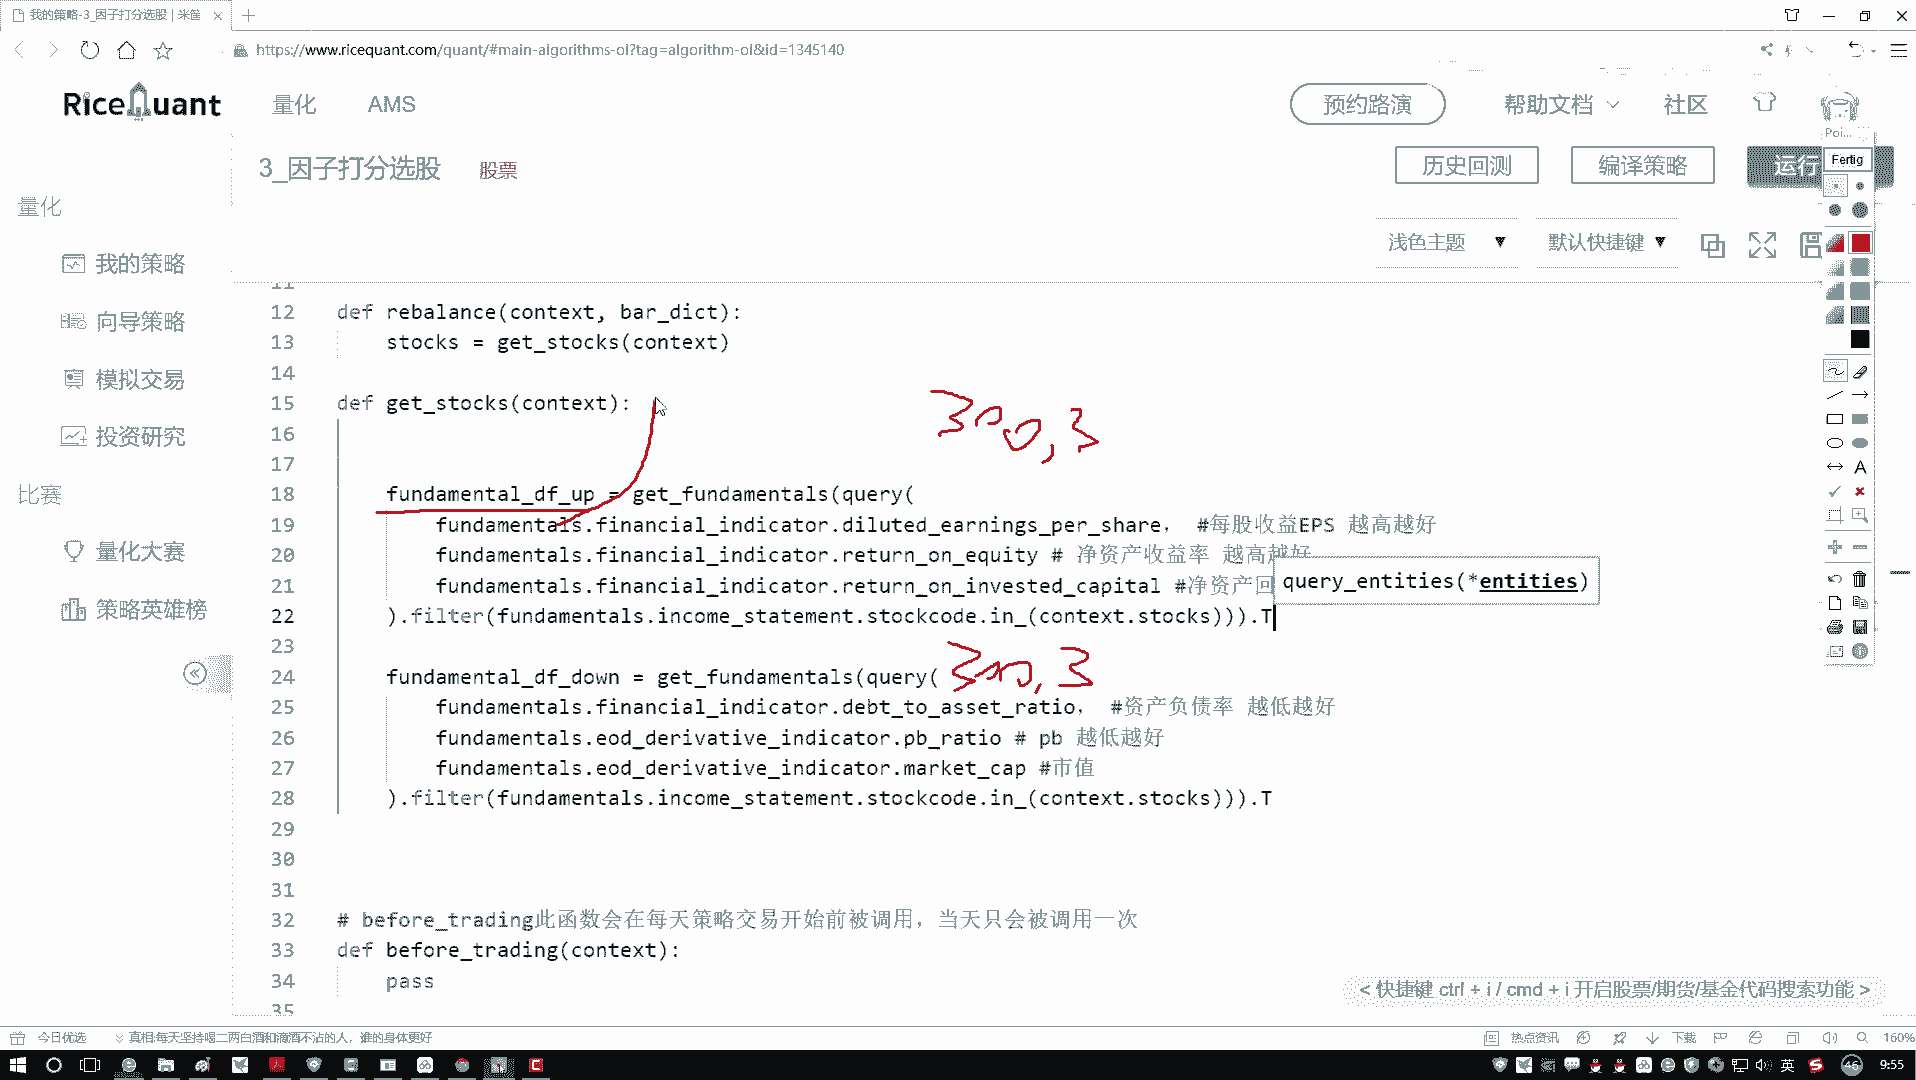 我的策略-3_因子打分选股 | 米筐
https://www.ricequant.com/quant/#main-algorithms-ol?tag=algorithm-ol&id=1345140
RiceQuant 量化 AMS 预约路演 帮助文档 社区
Poi...
Fertig
3_因子打分选股 股票 历史回测 编译策略 运行
浅色主题 ▼ 默认快捷键 ▼
量化
我的策略
向导策略
模拟交易
投资研究
比赛
量化大赛
策略英雄榜
11
12 def rebalance(context, bar_dict):
13 stocks = get_stocks(context)
14
15 def get_stocks(context):
300,3
16
17
18 fundamental_df_up = get_fundamentals(query(
19 fundamentals.financial_indicator.diluted_earnings_per_share, #每股收益EPS 越高越好
20 fundamentals.financial_indicator.return_on_equity # 净资产收益率 越高越好
21 fundamentals.financial_indicator.return_on_invested_capital #净资产回
query_entities(*entities)
22 ).filter(fundamentals.income_statement.stockcode.in_(context.stocks))).T
23
24 fundamental_df_down = get_fundamentals(query(
300,3
25 fundamentals.financial_indicator.debt_to_asset_ratio, #资产负债率 越低越好
26 fundamentals.eod_derivative_indicator.pb_ratio # pb 越低越好
27 fundamentals.eod_derivative_indicator.market_cap #市值
28 ).filter(fundamentals.income_statement.stockcode.in_(context.stocks))).T
29
30
31
32 # before_trading此函数会在每天策略交易开始前被调用，当天只会被调用一次
33 def before_trading(context):
34 pass
35
< 快捷键 ctrl + i / cmd + i 开启股票/期货/基金代码搜索功能 >
今日优选 真相:每天坚持喝二两白酒和滴酒不沾的人，谁的身体更好 热点资讯 下载 160%
英 46 9:55